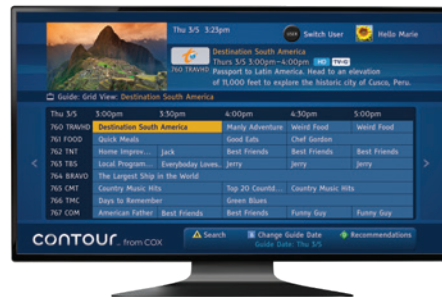 Thu 3/5 3:23pm
Switch User
Hello Marie
760 TRAVHD
Destination South America
Thurs 3/5 3:00pm-4:00pm HD TV-G
Passport to Latin America. Head to an elevation
of 11,000 feet to explore the historic city of Cusco, Peru.
Guide: Grid View: Destination South America
Thu 3/5 3:00pm 3:30pm 4:00pm 4:30pm 5:00pm
760 TRAVHD Destination South America Manly Adventure Weird Food Weird Food
761 FOOD Quick Meals Good Eats Chef Gordon
762 TNT Home Improv... Jack Best Friends Best Friends Best Friends
763 TBS Local Program... Everybody Loves.. Jerry Jerry Jerry
764 BRAVO The Largest Ship in the World
765 CMT Country Music Hits Top 20 Countd... Country Music Hits
766 TMC Days to Remember Green Blues
767 COM American Father Best Friends Best Friends Funny Guy Funny Guy
contour from COX
Search
Change Guide Date
Recommendations
Guide Date: Thu 3/5